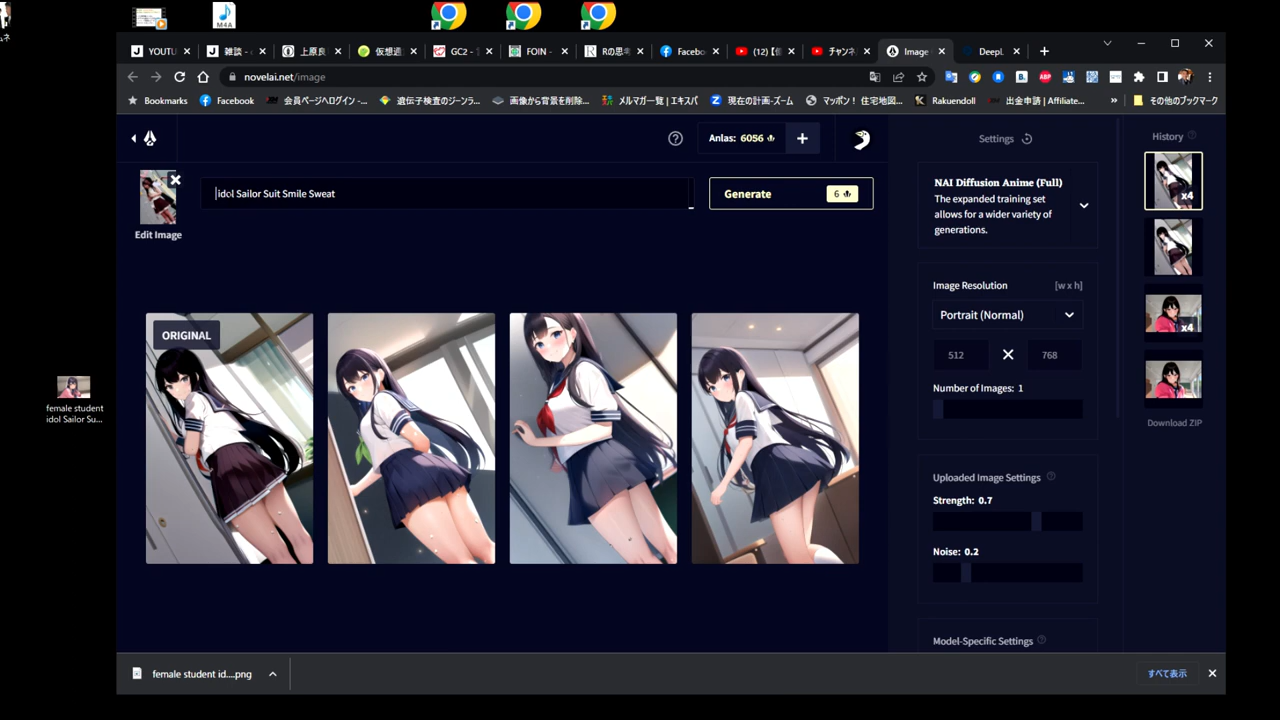 M4A
YOUTU
雑談 - (
上原良
仮想通
GC2 - 管
FOIN -
Rの思考
Facebo
(12)【仮
チャンネ
Image
DeepL
novelai.net/image
Bookmarks
Facebook
会員ページへログイン -...
遺伝子検査のジーンラ...
画像から背景を削除...
メルマガ一覧 | エキスパ
現在の計画-ズーム
マッポン！住宅地図...
Rakuendoll
出金申請 | Affiliate...
»
その他のブックマーク
Anlas: 6056
Settings
History
idol Sailor Suit Smile Sweat
Generate
6
Edit Image
NAI Diffusion Anime (Full)
The expanded training set
allows for a wider variety of
generations.
x4
Image Resolution
[w x h]
Portrait (Normal)
512
768
Number of Images: 1
ORIGINAL
x4
Download ZIP
Uploaded Image Settings
Strength: 0.7
Noise: 0.2
Model-Specific Settings
female student
idol Sailor Su...
female student id....png
すべて表示